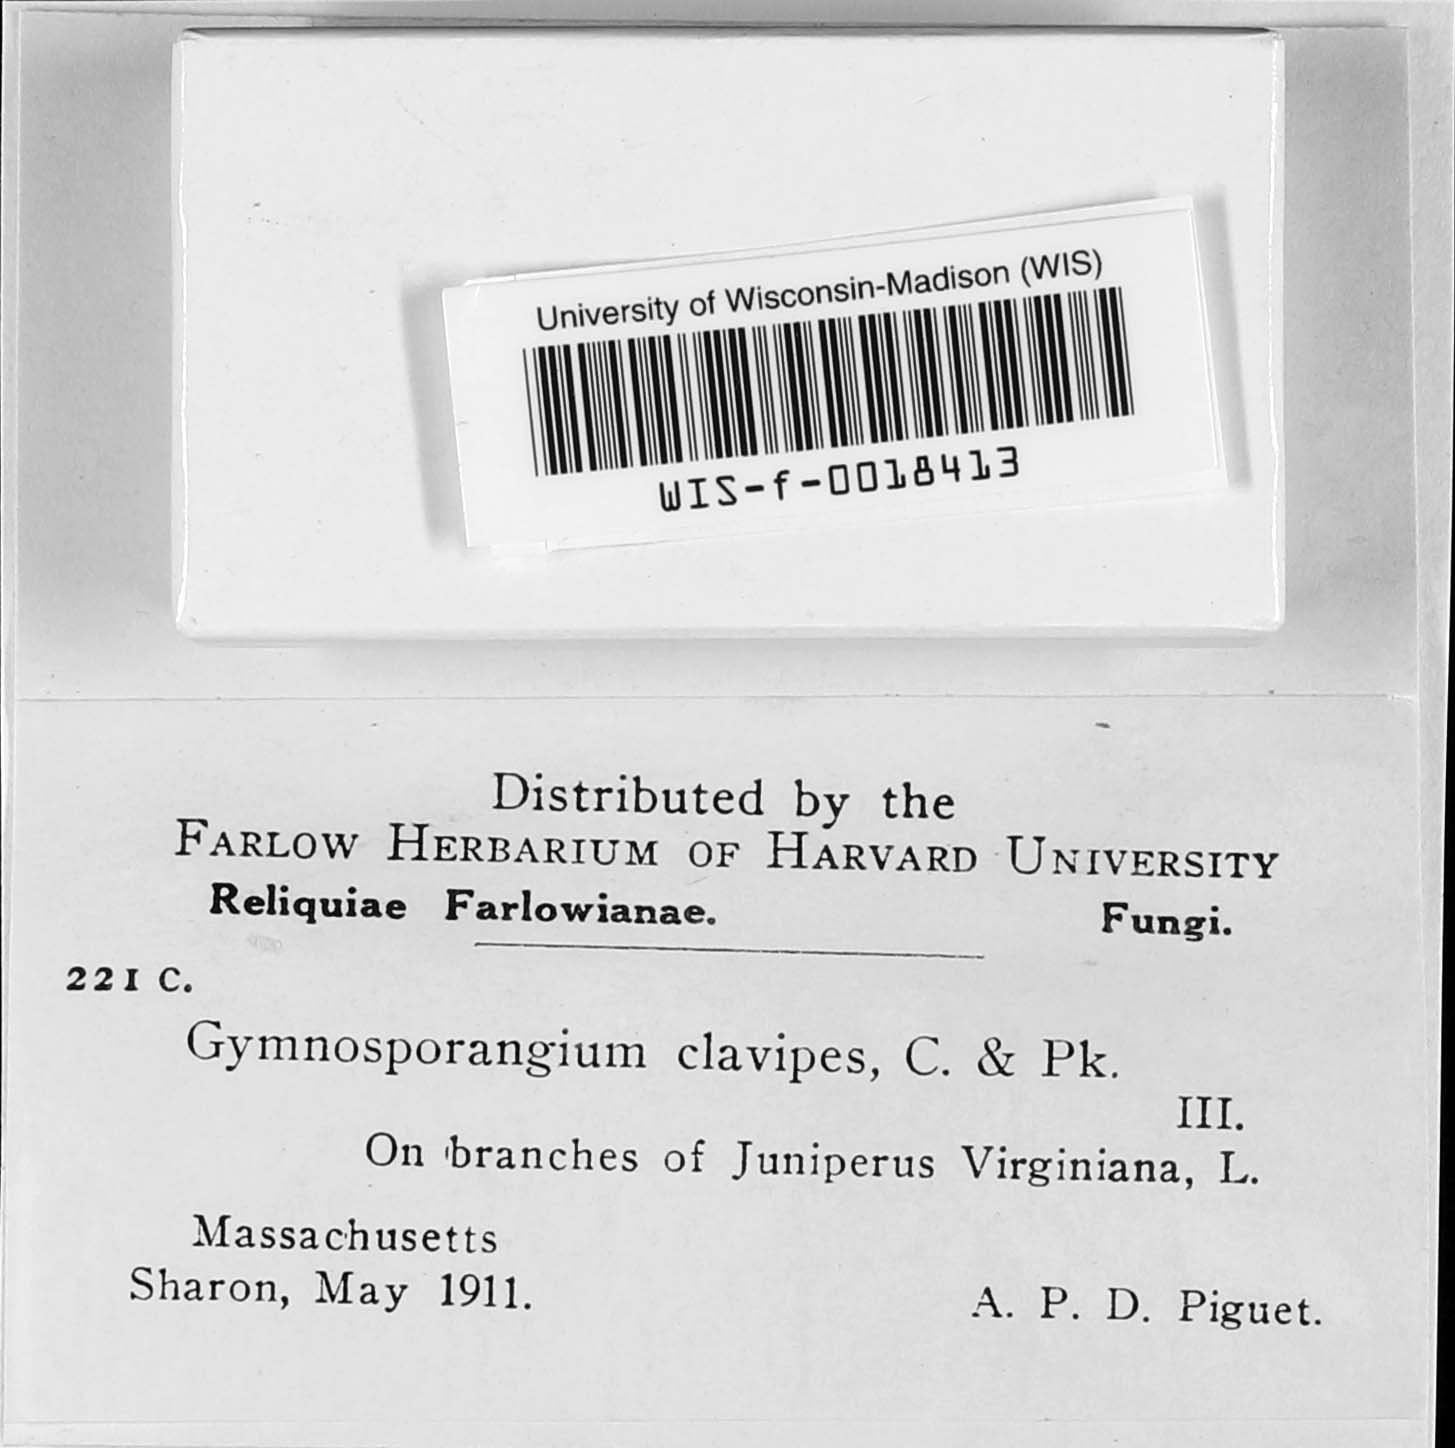 University of Wisconsin-Madison (WIS)
WIS-f-0018413
Distributed by the
FARLOW HERBARIUM OF HARVARD UNIVERSITY
Reliquiae Farlowianae. Fungi.
221 C.
Gymnosporangium clavipes, C. & Pk.
III.
On branches of Juniperus Virginiana, L.
Massachusetts
Sharon, May 1911.
A. P. D. Piguet.